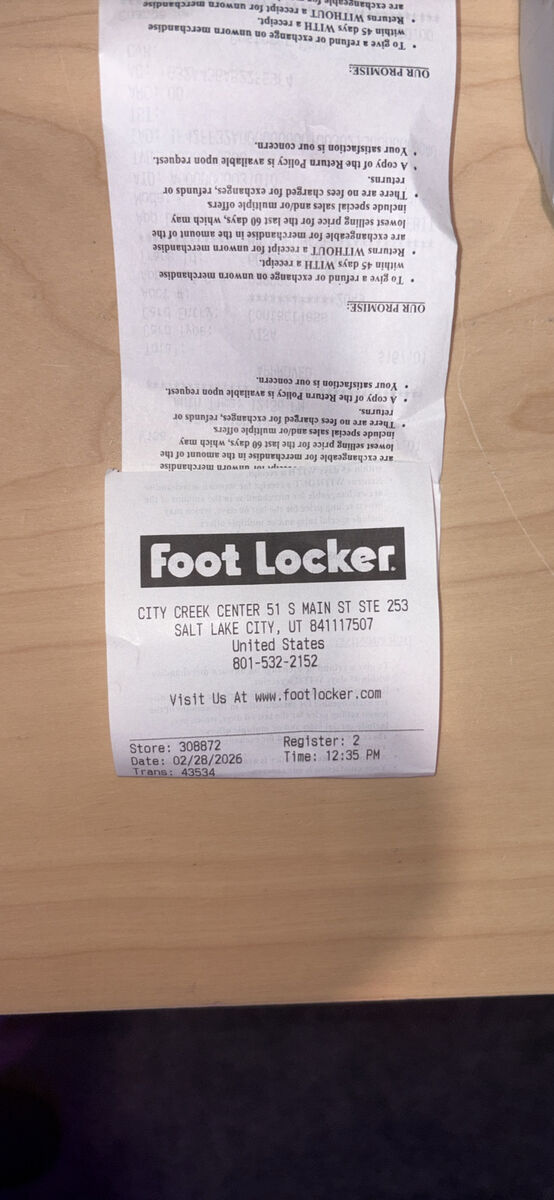 are exchangeable for
• Returns WITHOUT a receipt for unworn merchandise
within 45 days WITH a receipt.
• To give a refund or exchange on unworn merchandise
OUR PROMISE:
• Your satisfaction is our concern.
• A copy of the Return Policy is available upon request.
returns.
• There are no fees charged for exchanges, refunds or
include special sales and/or multiple offers
lowest selling price for the last 60 days, which may
are exchangeable for merchandise in the amount of the
• Returns WITHOUT a receipt for unworn merchandise
within 45 days WITH a receipt.
• To give a refund or exchange on unworn merchandise
OUR PROMISE:
• Your satisfaction is our concern.
• A copy of the Return Policy is available upon request.
returns.
• There are no fees charged for exchanges, refunds or
include special sales and/or multiple offers
lowest selling price for the last 60 days, which may
are exchangeable for merchandise in the amount of the
receipt for unworn merchandise
Foot Locker.
CITY CREEK CENTER 51 S MAIN ST STE 253
SALT LAKE CITY, UT 841117507
United States
801-532-2152
Visit Us At www.footlocker.com
Store: 308872 Register: 2
Date: 02/28/2026 Time: 12:35 PM
Trans: 43534